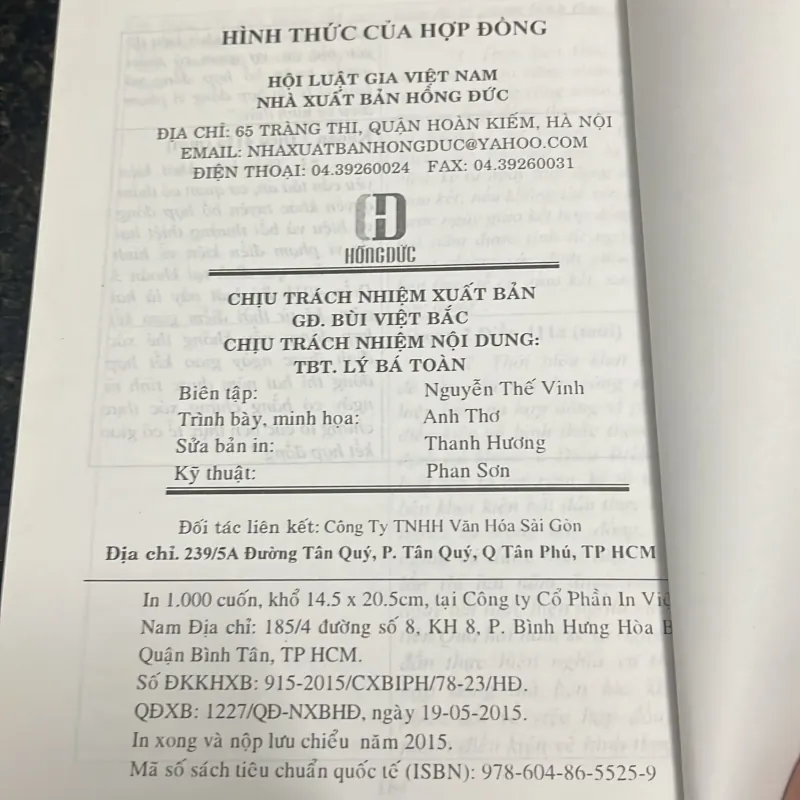 HÌNH THỨC CỦA HỢP ĐỒNG
HỘI LUẬT GIA VIỆT NAM
NHÀ XUẤT BẢN HỒNG ĐỨC
ĐỊA CHỈ: 65 TRÀNG THI, QUẬN HOÀN KIẾM, HÀ NỘI
EMAIL: NHAXUATBANHONGDUC@YAHOO.COM
ĐIỆN THOẠI: 04.39260024 FAX: 04.39260031
HỒNG ĐỨC
CHỊU TRÁCH NHIỆM XUẤT BẢN
GĐ. BÙI VIỆT BẮC
CHỊU TRÁCH NHIỆM NỘI DUNG:
TBT. LÝ BÁ TOÀN
Biên tập: Nguyễn Thế Vinh
Trình bày, minh họa: Anh Thơ
Sửa bản in: Thanh Hương
Kỹ thuật: Phan Sơn
Đối tác liên kết: Công Ty TNHH Văn Hóa Sài Gòn
Địa chỉ. 239/5A Đường Tân Quý, P. Tân Quý, Q Tân Phú, TP HCM
In 1.000 cuốn, khổ 14.5 x 20.5cm, tại Công ty Cổ Phần In
Nam Địa chỉ: 185/4 đường số 8, KH 8, P. Bình Hưng Hòa
Quận Bình Tân, TP HCM.
Số ĐKKHXB: 915-2015/CXBIPH/78-23/HĐ.
QĐXB: 1227/QĐ-NXBHĐ, ngày 19-05-2015.
In xong và nộp lưu chiểu năm 2015.
Mã số sách tiêu chuẩn quốc tế (ISBN): 978-604-86-5525-9